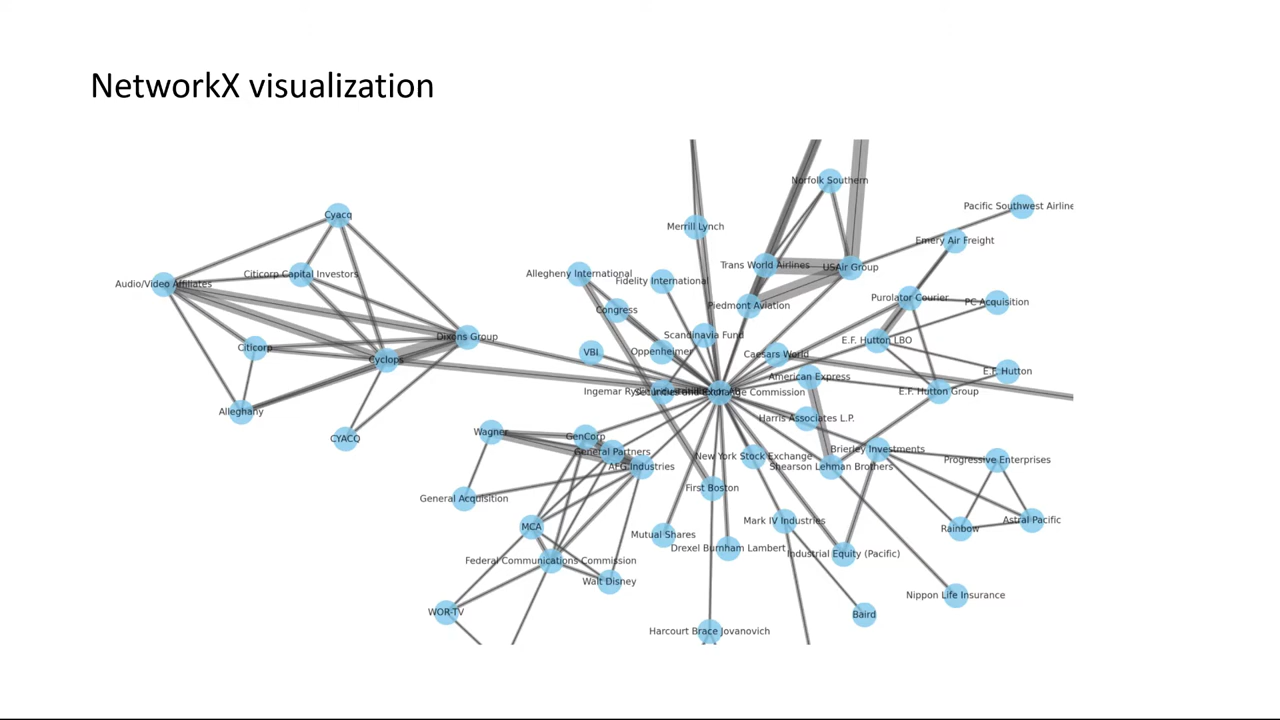 NetworkX visualization
Norfolk Southern
Pacific Southwest Airline
Cyacq
Merrill Lynch
Emery Air Freight
Trans World Airlines
USAir Group
Allegheny International
Citicorp Capital Investors
Fidelity International
Audio/Video Affiliates
Purolator Courier
PC Acquisition
Piedmont Aviation
Congress
Scandinavia Fund
Dixons Group
E.F. Hutton LBO
Citicorp
VBI
Oppenheimer
Caesars World
Cyclops
E.F. Hutton
American Express
Ingemar
Securities and Exchange Commission
E.F. Hutton Group
Alleghany
Harris Associates L.P.
Wagner
GenCorp
CYACQ
General Partners
Brierley Investments
New York Stock Exchange
Progressive Enterprises
AFG Industries
Shearson Lehman Brothers
First Boston
General Acquisition
Mark IV Industries
Astral Pacific
MCA
Rainbow
Mutual Shares
Drexel Burnham Lambert
Industrial Equity (Pacific)
Federal Communications Commission
Walt Disney
Nippon Life Insurance
WOR-TV
Baird
Harcourt Brace Jovanovich